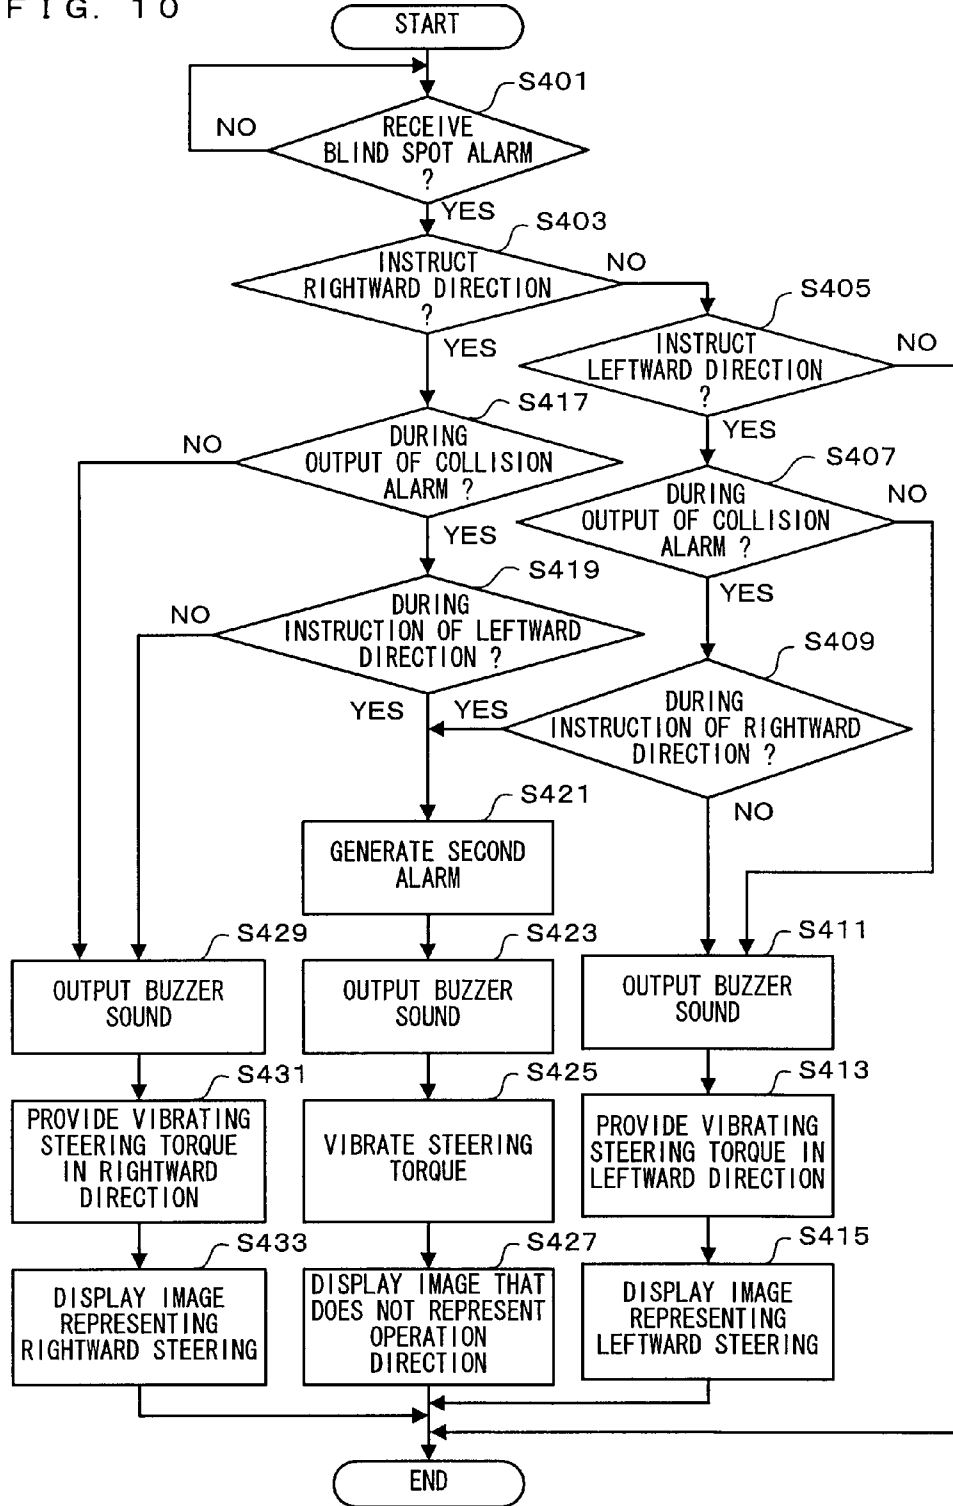 FIG. 10
START
S401
NO
RECEIVE
BLIND SPOT ALARM
?
YES
S403
INSTRUCT
RIGHTWARD DIRECTION
?
NO
S405
YES
INSTRUCT
LEFTWARD DIRECTION
?
NO
S417
YES
NO
DURING
OUTPUT OF COLLISION
ALARM ?
S407
DURING
OUTPUT OF COLLISION
ALARM ?
NO
YES
S419
YES
NO
DURING
INSTRUCTION OF LEFTWARD
DIRECTION ?
S409
YES
YES
DURING
INSTRUCTION OF RIGHTWARD
DIRECTION ?
S421
NO
GENERATE SECOND
ALARM
S429
S423
S411
OUTPUT BUZZER
SOUND
OUTPUT BUZZER
SOUND
OUTPUT BUZZER
SOUND
S431
S425
S413
PROVIDE VIBRATING
STEERING TORQUE
IN RIGHTWARD
DIRECTION
VIBRATE STEERING
TORQUE
PROVIDE VIBRATING
STEERING TORQUE IN
LEFTWARD DIRECTION
S433
S427
S415
DISPLAY IMAGE
REPRESENTING
RIGHTWARD STEERING
DISPLAY IMAGE THAT
DOES NOT REPRESENT
OPERATION
DIRECTION
DISPLAY IMAGE
REPRESENTING
LEFTWARD STEERING
END